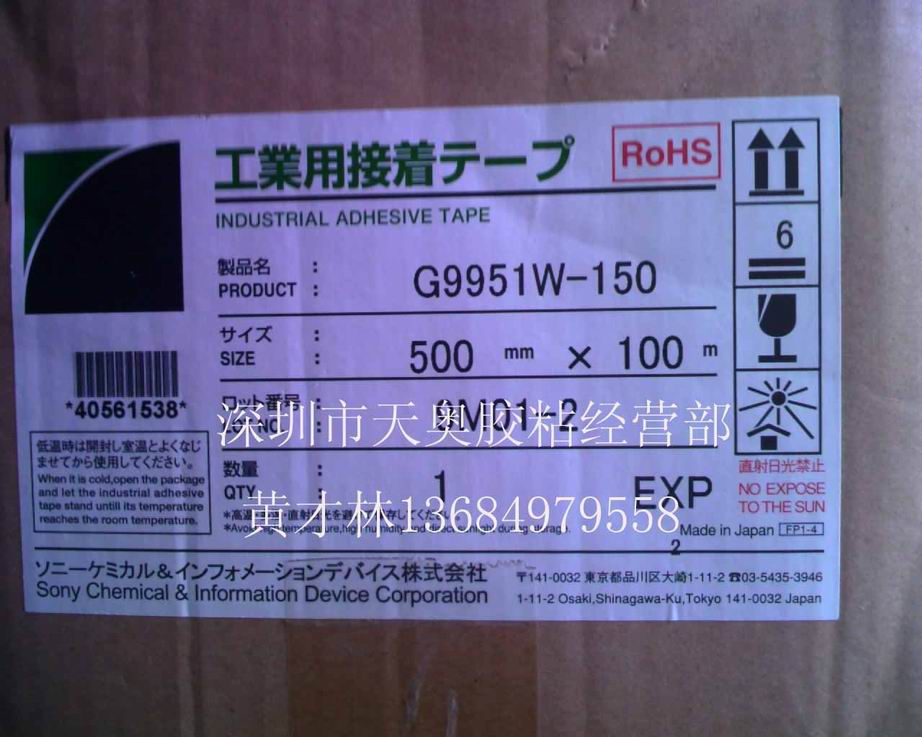 工業用接着テープ
RoHS
INDUSTRIAL ADHESIVE TAPE
製品名 :
PRODUCT : G9951W-150
サイズ :
SIZE : 500 mm × 100 m
ロット番号 :
深圳市天奥胶粘经营部
数量 :
QTY : 1 EXP
黄才林13684979558
*40561538*
低温時は開封し室温とよくなじ
ませてから使用してください。
When it is cold,open the package
and let the industrial adhesive
tape stand untill its temperature
reaches the room temperature.
6
直射日光禁止
NO EXPOSE
TO THE SUN
Made in Japan FP1-4
2
ソニーケミカル&インフォメーションデバイス株式会社
Sony Chemical & Information Device Corporation
〒141-0032 東京都品川区大崎1-11-2 ☎03-5435-3946
1-11-2 Osaki,Shinagawa-Ku,Tokyo 141-0032 Japan